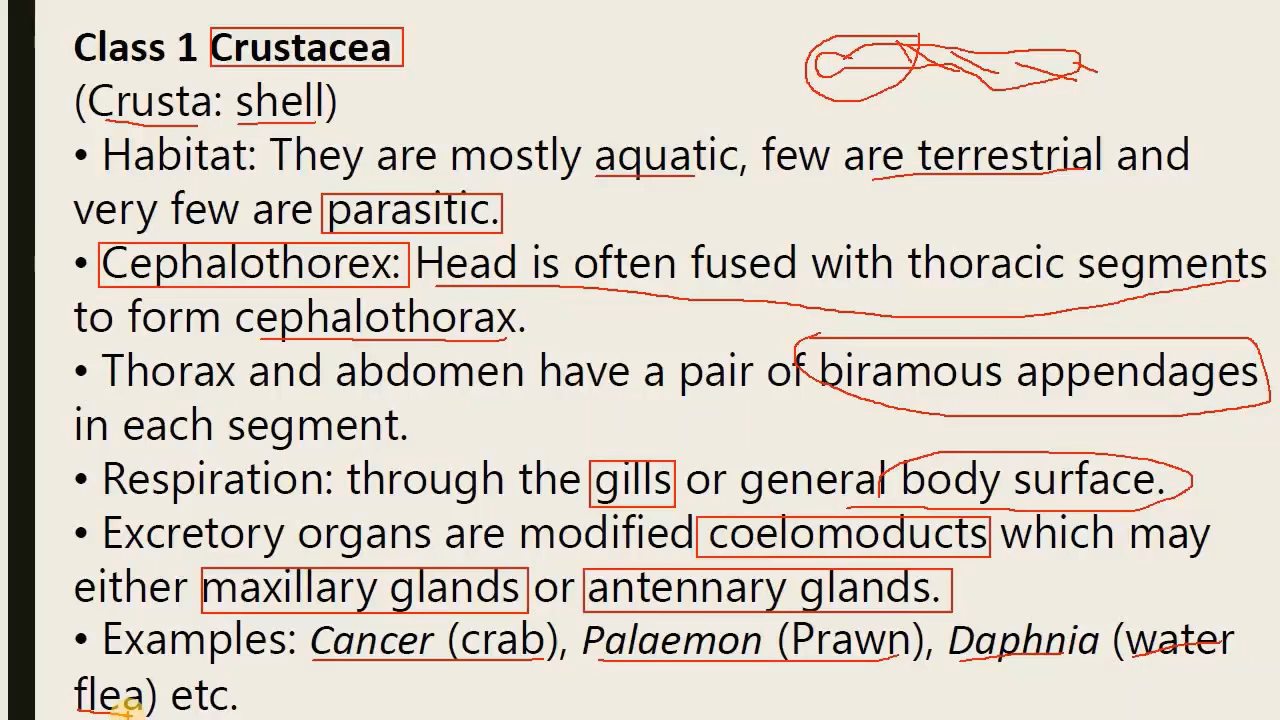 Class 1 Crustacea
(Crusta: shell)
• Habitat: They are mostly aquatic, few are terrestrial and
very few are parasitic.
• Cephalothorex: Head is often fused with thoracic segments
to form cephalothorax.
• Thorax and abdomen have a pair of biramous appendages
in each segment.
• Respiration: through the gills or general body surface.
• Excretory organs are modified coelomoducts which may
either maxillary glands or antennary glands.
• Examples: Cancer (crab), Palaemon (Prawn), Daphnia (water
flea) etc.